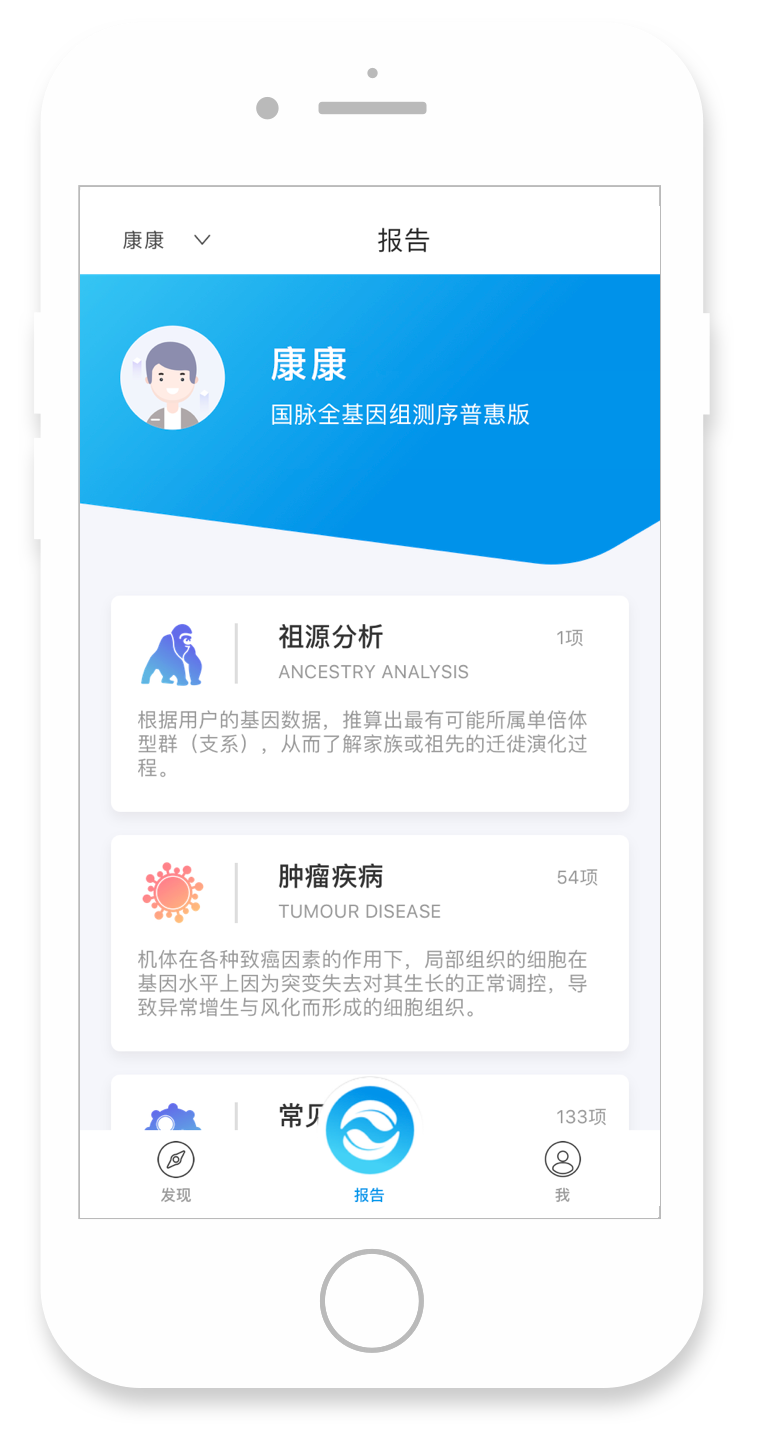 康康
报告
康康
国脉全基因组测序普惠版
祖源分析
1项
ANCESTRY ANALYSIS
根据用户的基因数据，推算出最有可能所属单倍体
型群（支系），从而了解家族或祖先的迁徙演化过
程。
肿瘤疾病
54项
TUMOUR DISEASE
机体在各种致癌因素的作用下，局部组织的细胞在
基因水平上因为突变失去对其生长的正常调控，导
致异常增生与风化而形成的细胞组织。
常见
133项
发现
报告
我